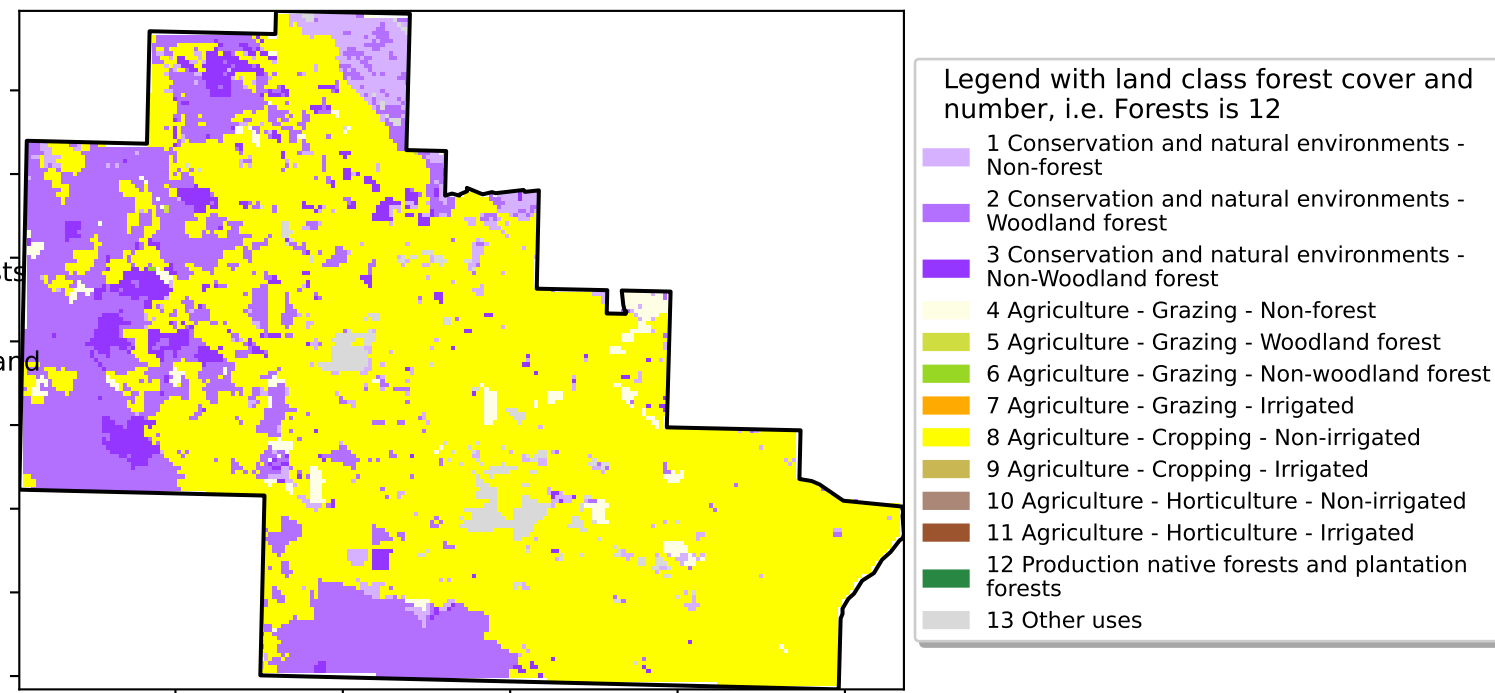 sts
and
Legend with land class forest cover and
number, i.e. Forests is 12
1 Conservation and natural environments -
Non-forest
2 Conservation and natural environments -
Woodland forest
3 Conservation and natural environments -
Non-Woodland forest
4 Agriculture - Grazing - Non-forest
5 Agriculture - Grazing - Woodland forest
6 Agriculture - Grazing - Non-woodland forest
7 Agriculture - Grazing - Irrigated
8 Agriculture - Cropping - Non-irrigated
9 Agriculture - Cropping - Irrigated
10 Agriculture - Horticulture - Non-irrigated
11 Agriculture - Horticulture - Irrigated
12 Production native forests and plantation
forests
13 Other uses